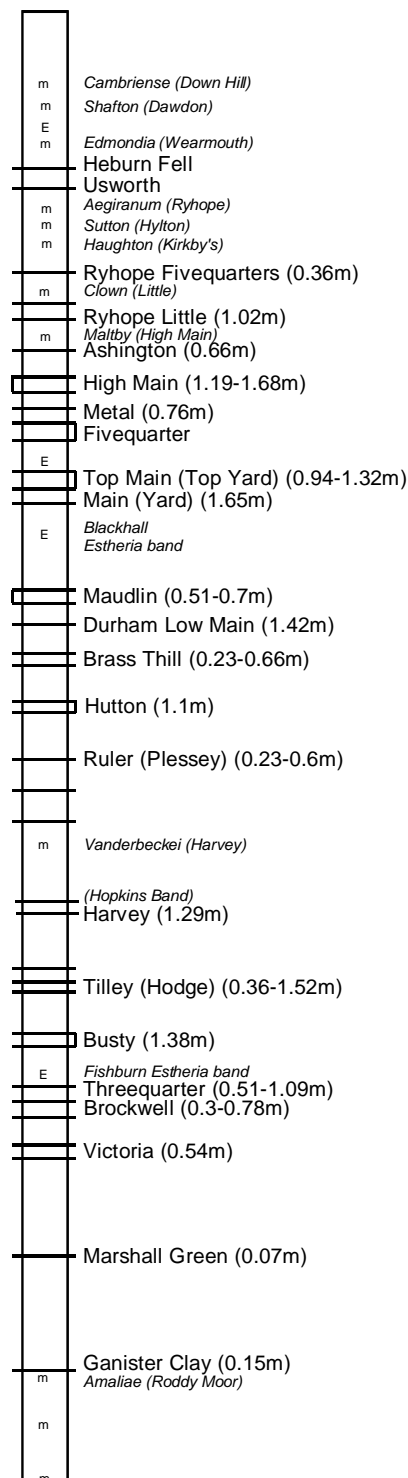 m Cambriense (Down Hill)
m Shafton (Dawdon)
E
m Edmondia (Wearmouth)
Heburn Fell
Usworth
m Aegiranum (Ryhope)
m Sutton (Hylton)
m Haughton (Kirkby's)
Ryhope Fivequarters (0.36m)
m Clown (Little)
Ryhope Little (1.02m)
m Maltby (High Main)
Ashington (0.66m)
High Main (1.19-1.68m)
Metal (0.76m)
Fivequarter
E
Top Main (Top Yard) (0.94-1.32m)
Main (Yard) (1.65m)
E Blackhall
Estheria band
Maudlin (0.51-0.7m)
Durham Low Main (1.42m)
Brass Thill (0.23-0.66m)
Hutton (1.1m)
Ruler (Plessey) (0.23-0.6m)
m Vanderbeckei (Harvey)
(Hopkins Band)
Harvey (1.29m)
Tilley (Hodge) (0.36-1.52m)
Busty (1.38m)
E Fishburn Estheria band
Threequarter (0.51-1.09m)
Brockwell (0.3-0.78m)
Victoria (0.54m)
Marshall Green (0.07m)
Ganister Clay (0.15m)
m Amaliae (Roddy Moor)
m
m